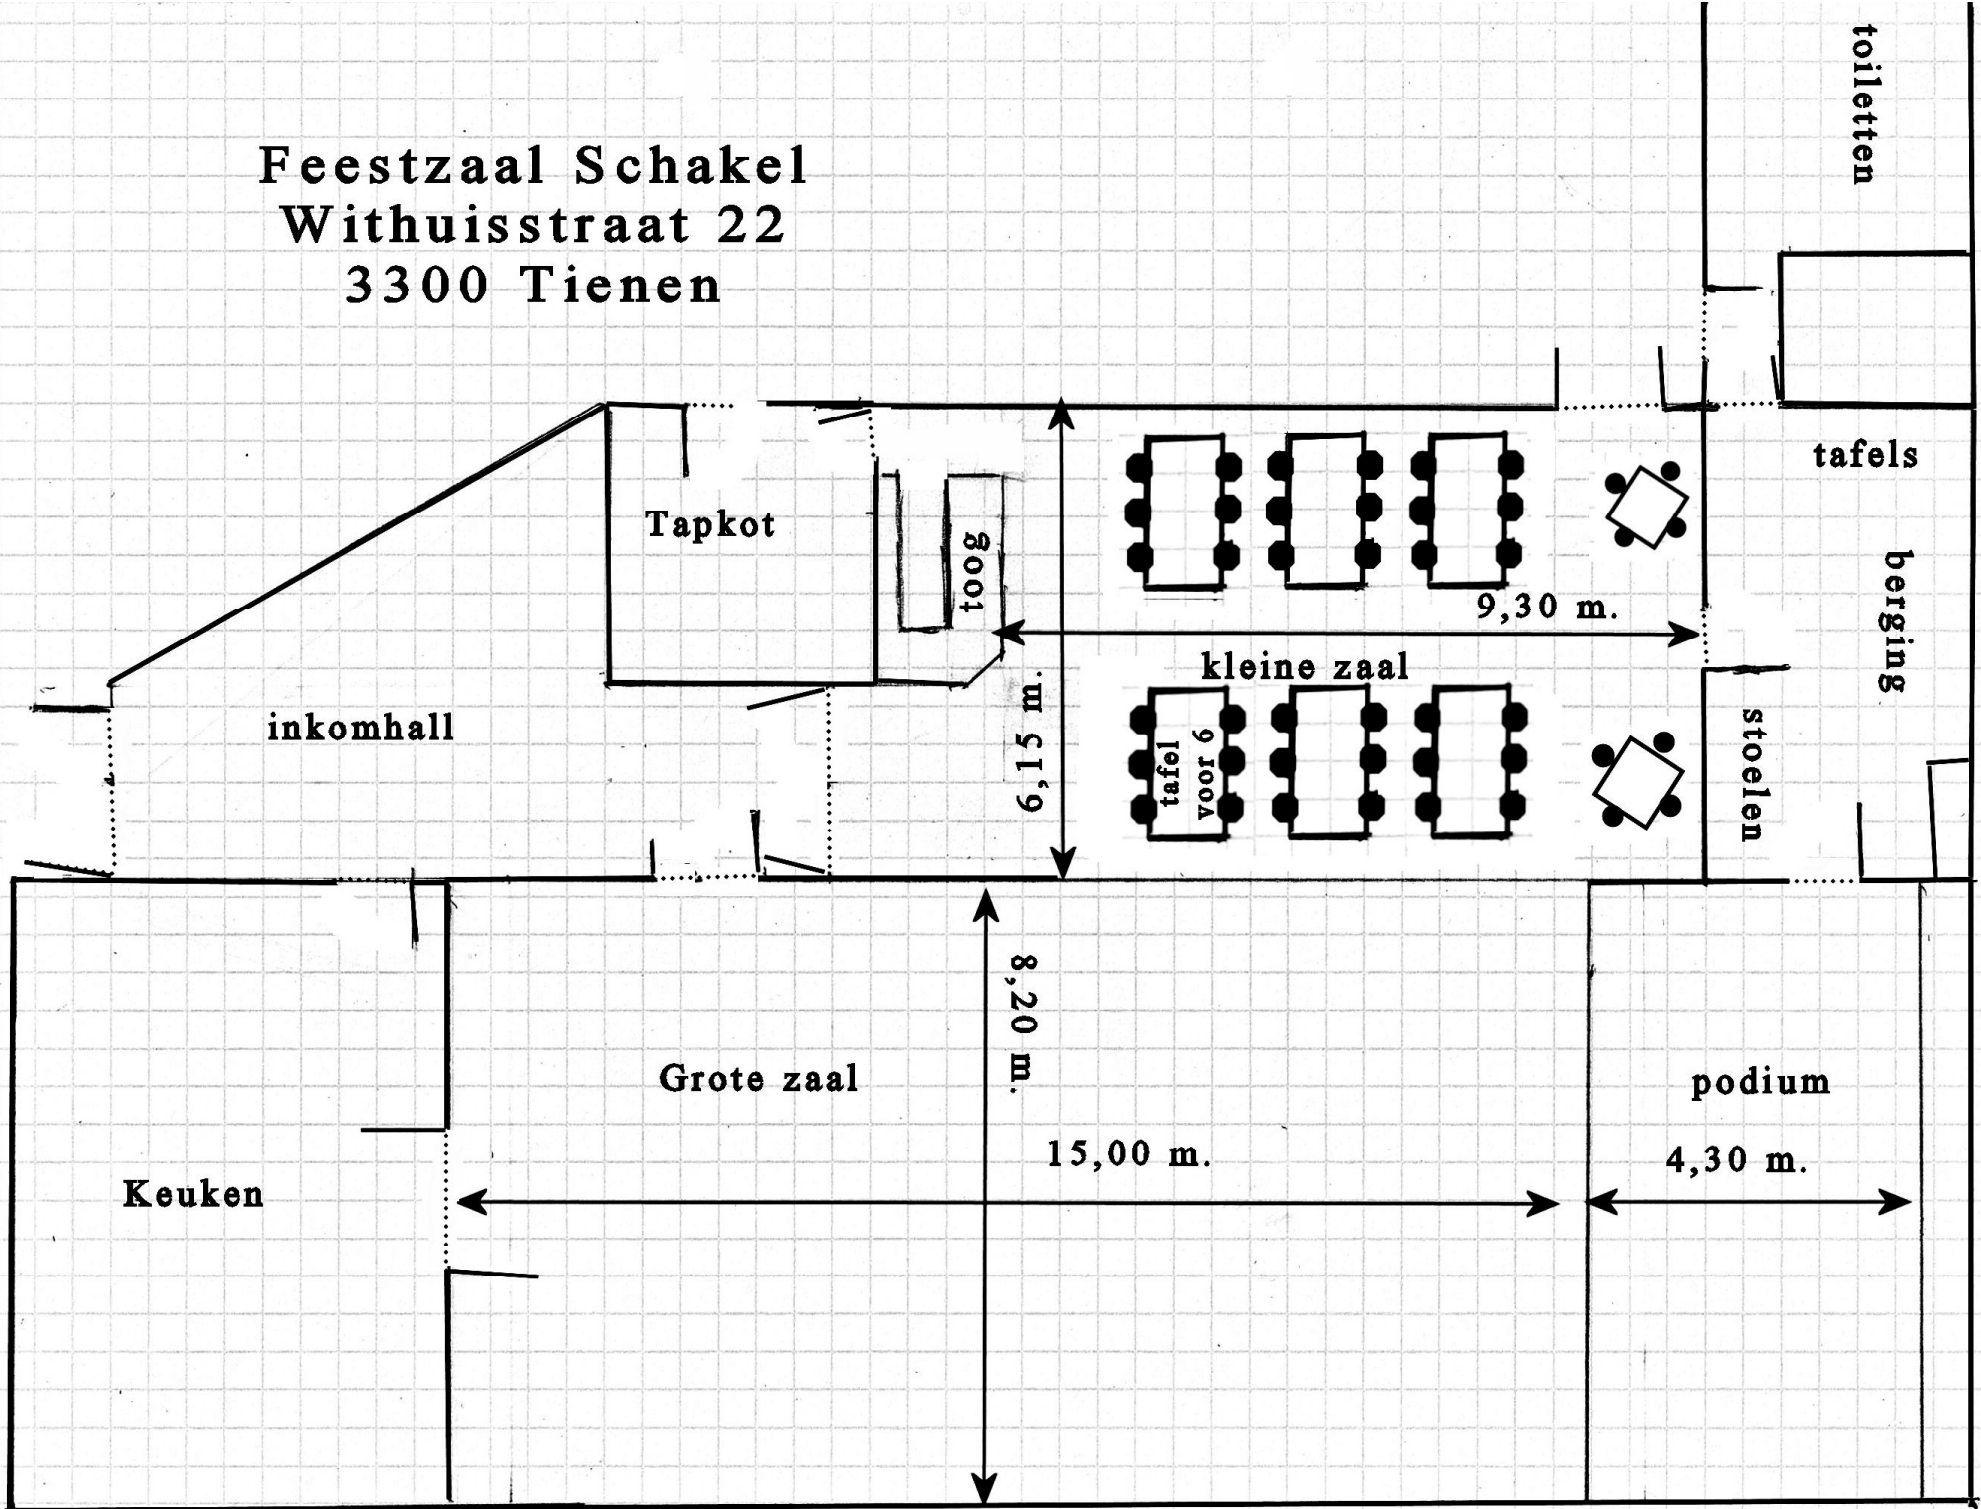 Feestzaal Schakel
Withuisstraat 22
3300 Tienen
toiletten
tafels
Tapkot
toog
berging
9,30 m.
kleine zaal
6,15 m.
inkomhall
tafel
voor 6
stoelen
8,20 m.
Grote zaal
podium
15,00 m.
4,30 m.
Keuken